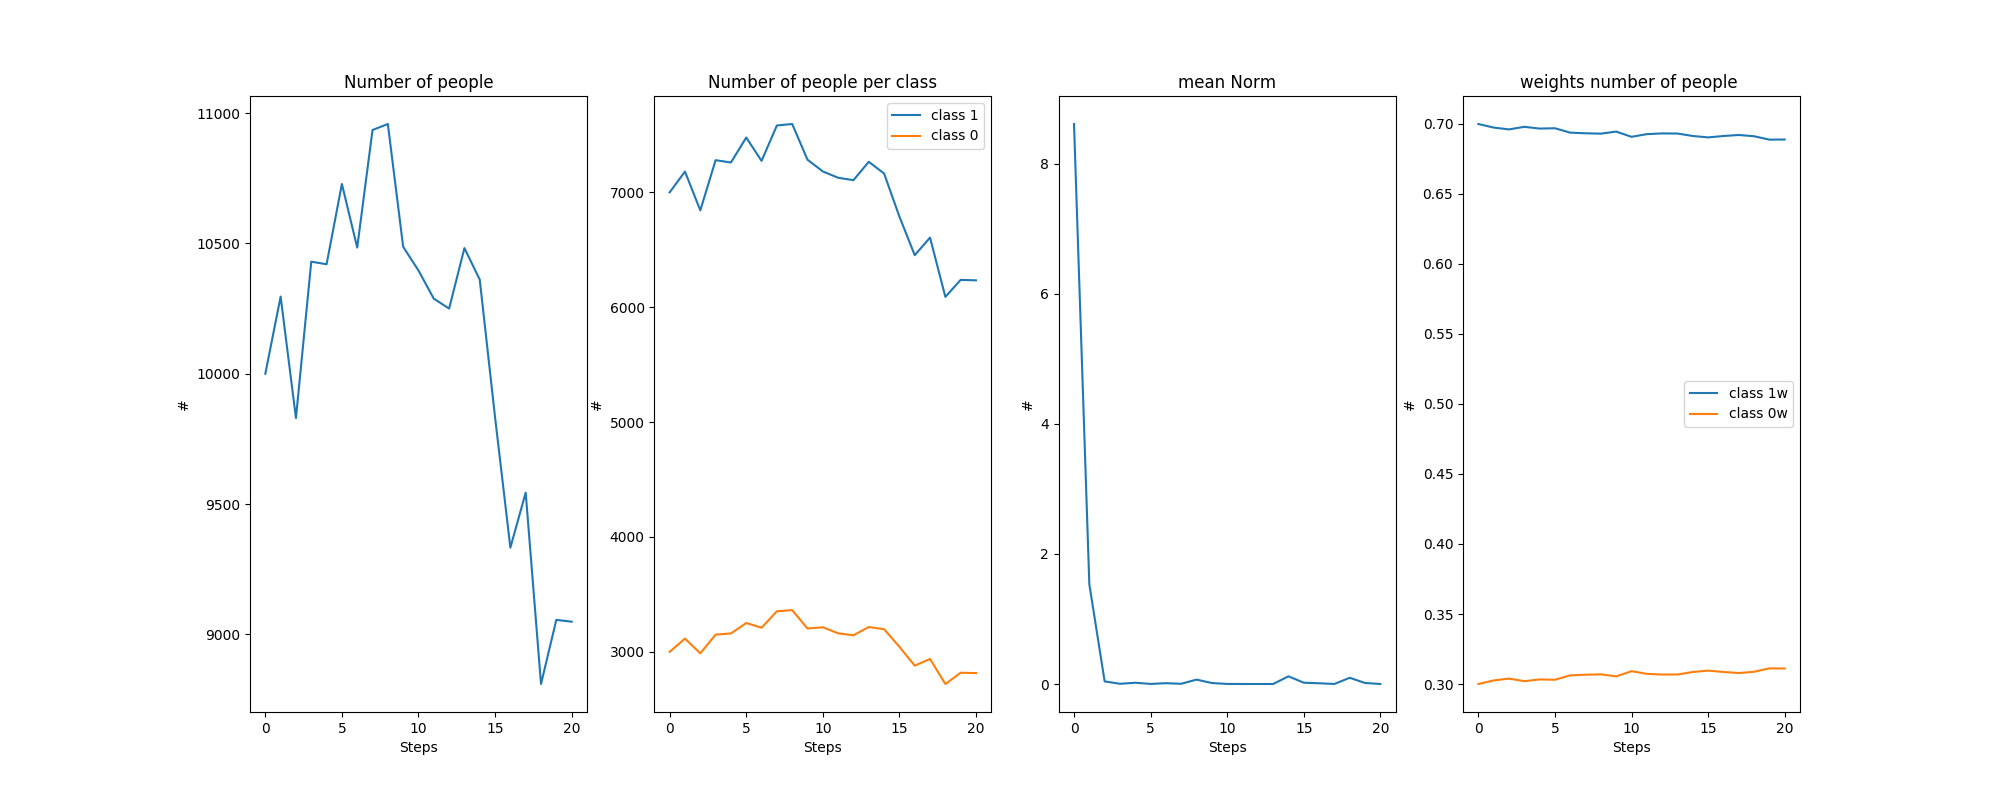 Number of people
11000
10500
10000
9500
9000
#
0 5 10 15 20
Steps
Number of people per class
class 1
class 0
7000
6000
5000
4000
3000
#
0 5 10 15 20
Steps
mean Norm
8
6
4
2
0
#
0 5 10 15 20
Steps
weights number of people
0.70
0.65
0.60
0.55
0.50
0.45
0.40
0.35
0.30
#
class 1w
class 0w
0 5 10 15 20
Steps